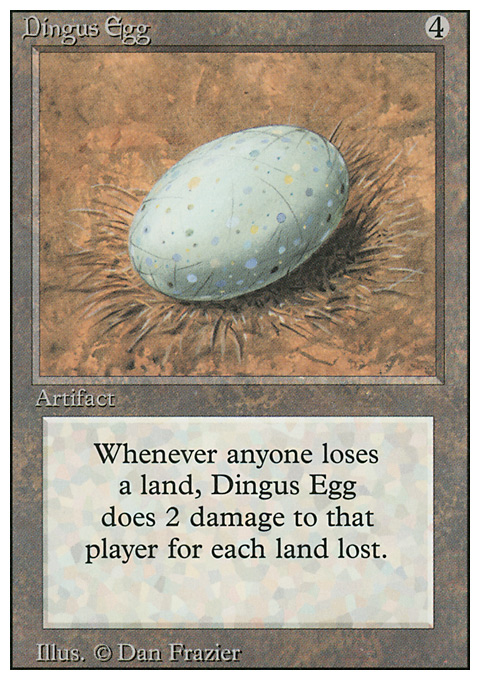 Dingus Egg 4
Artifact
Whenever anyone loses
a land, Dingus Egg
does 2 damage to that
player for each land lost.
Illus. © Dan Frazier